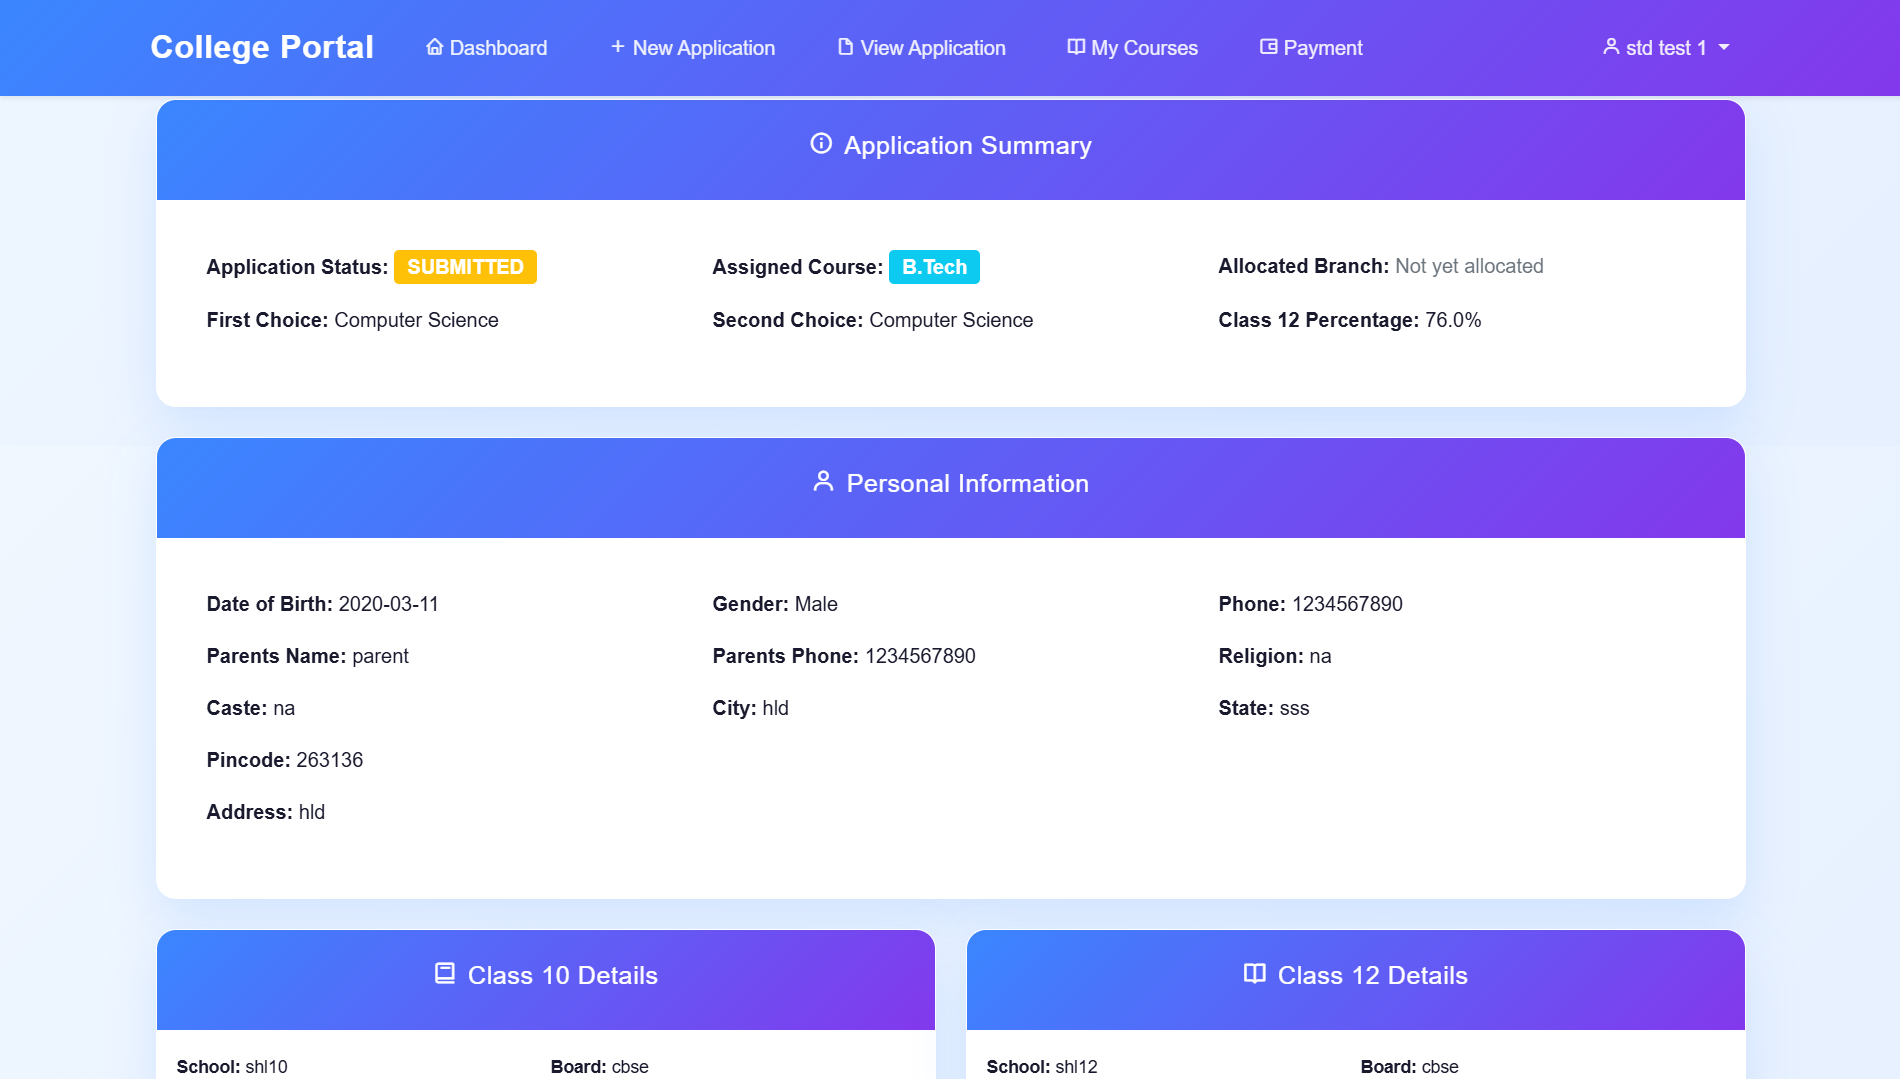 College Portal Dashboard New Application View Application My Courses Payment std test 1
Application Summary
Application Status: SUBMITTED Assigned Course: B.Tech Allocated Branch: Not yet allocated
First Choice: Computer Science Second Choice: Computer Science Class 12 Percentage: 76.0%
Personal Information
Date of Birth: 2020-03-11 Gender: Male Phone: 1234567890
Parents Name: parent Parents Phone: 1234567890 Religion: na
Caste: na City: hld State: sss
Pincode: 263136
Address: hld
Class 10 Details Class 12 Details
School: shl10 Board: cbse School: shl12 Board: cbse